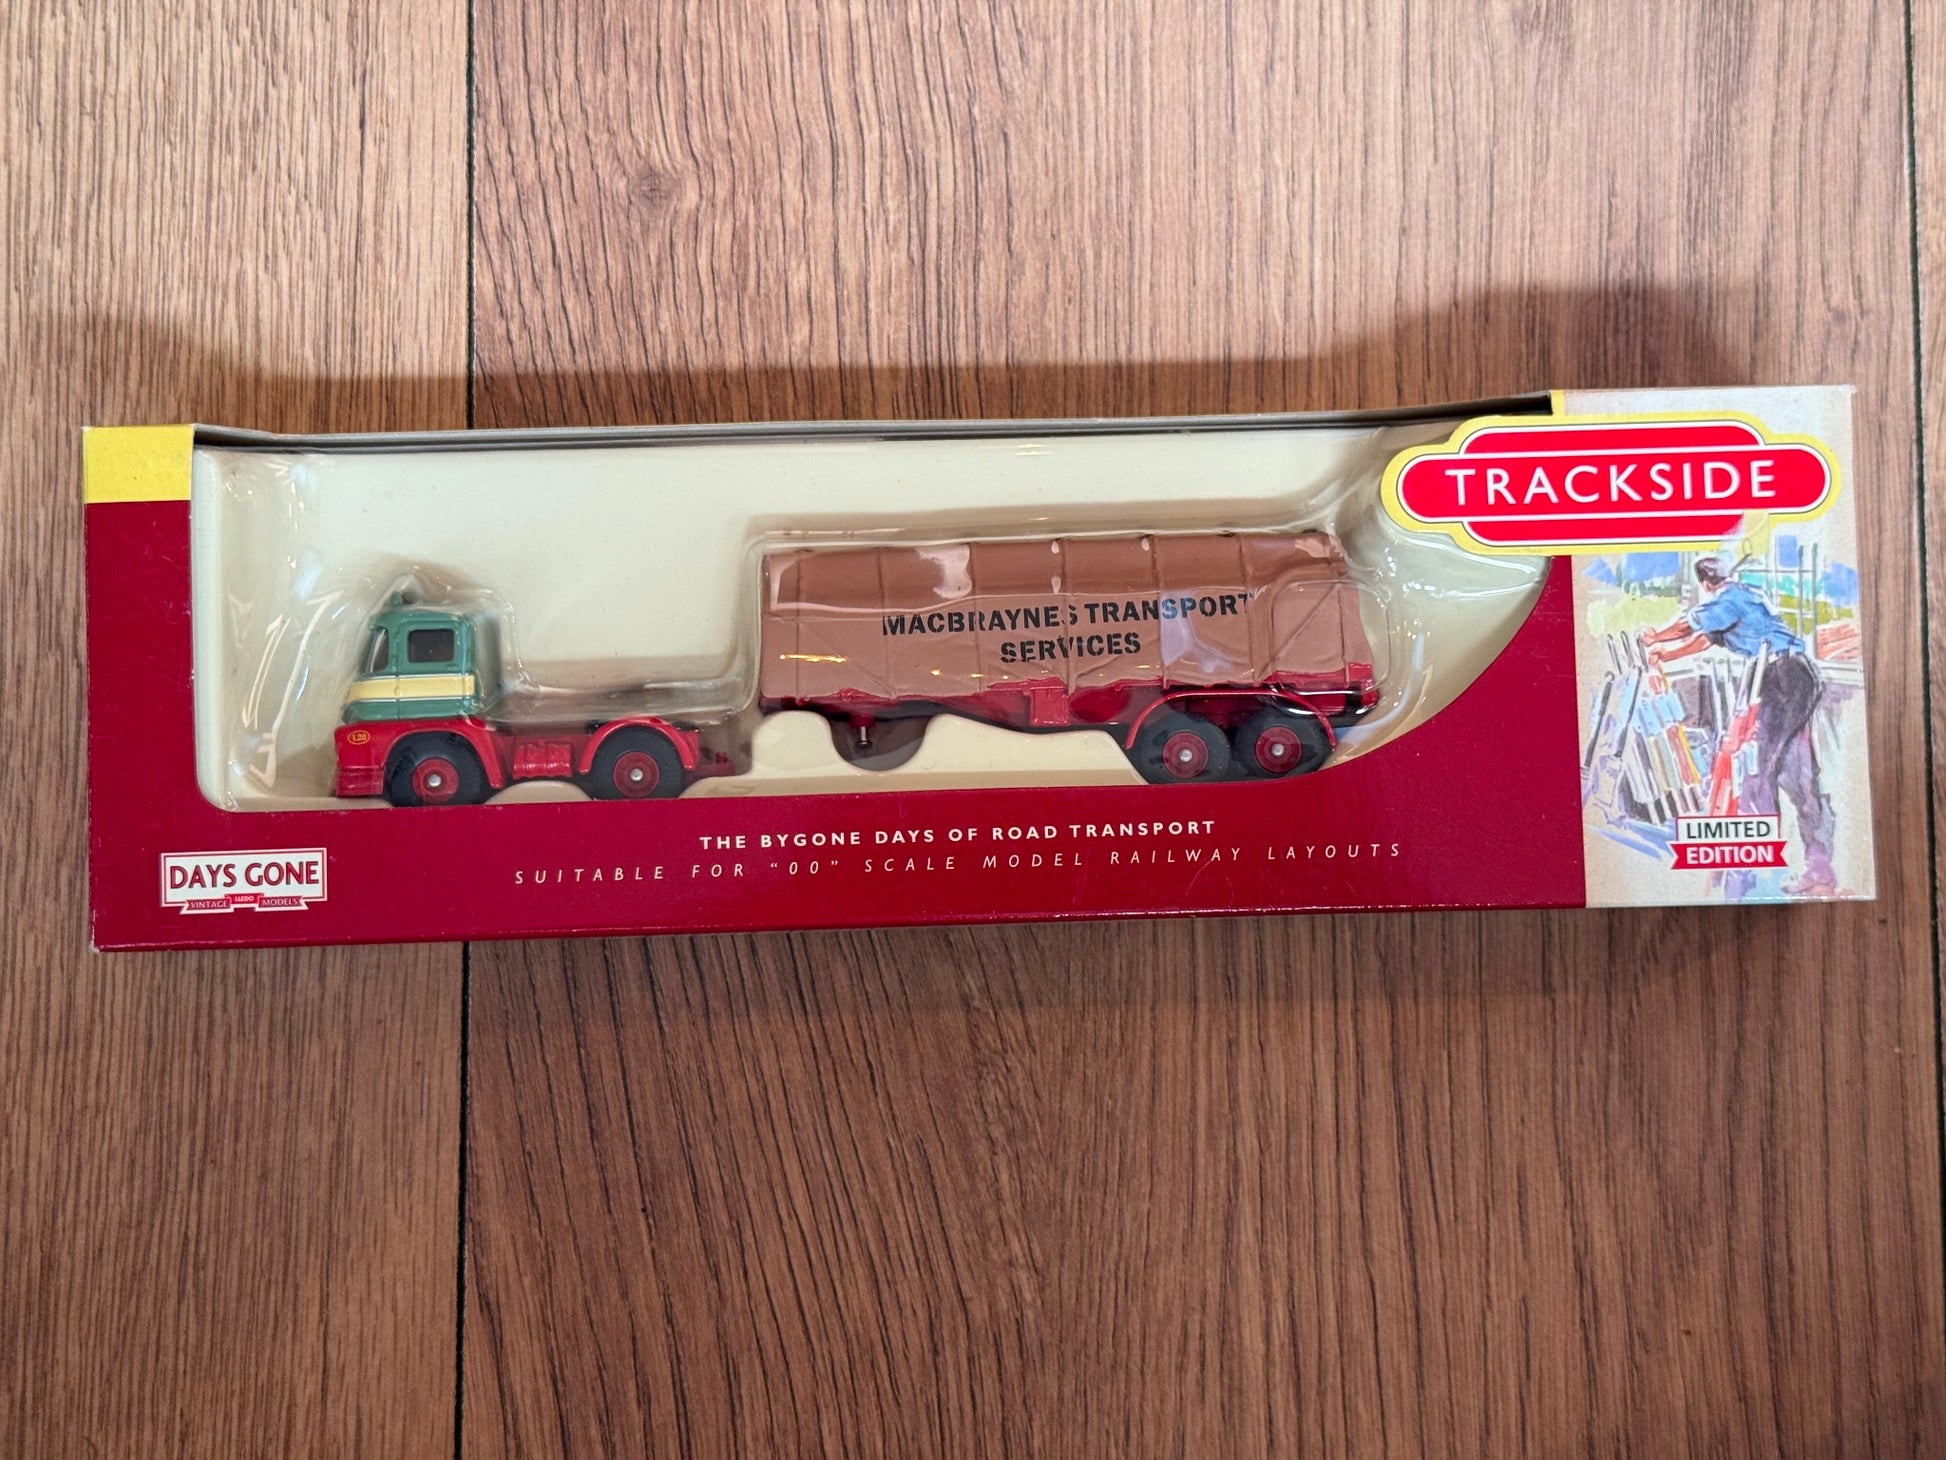 TRACKSIDE
MACBRAYNES TRANSPORT
SERVICES
L20
THE BYGONE DAYS OF ROAD TRANSPORT
SUITABLE FOR “00” SCALE MODEL RAILWAY LAYOUTS
DAYS GONE
VINTAGE LLEDO MODELS
LIMITED
EDITION